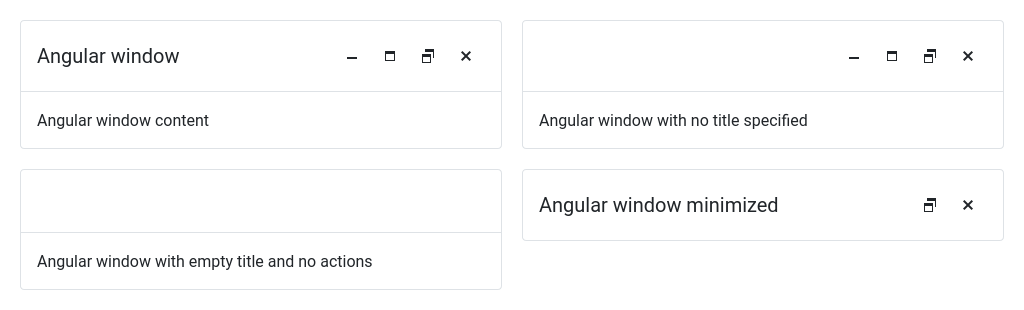 Angular window
Angular window content
Angular window with no title specified
Angular window with empty title and no actions
Angular window minimized